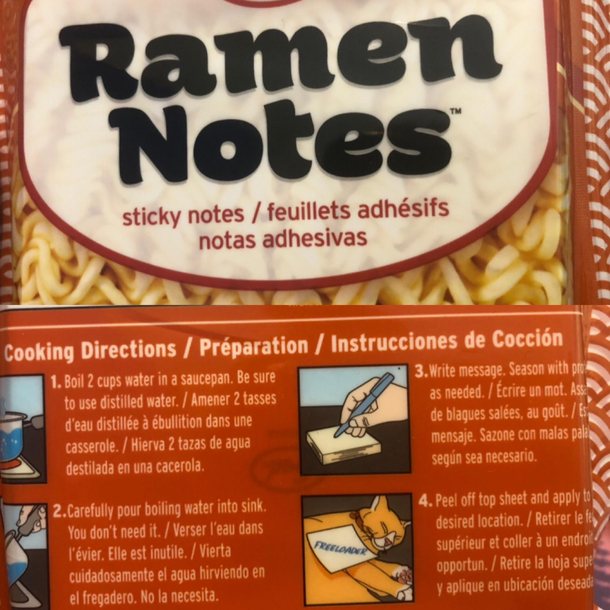 Ramen
Notes™
sticky notes / feuillets adhésifs
notas adhesivas
Cooking Directions / Préparation / Instrucciones de Cocción
1. Boil 2 cups water in a saucepan. Be sure
to use distilled water. / Amener 2 tasses
d'eau distillée à ébullition dans une
casserole. / Hierva 2 tazas de agua
destilada en una cacerola.
2. Carefully pour boiling water into sink.
You don't need it. / Verser l'eau dans
l'évier. Elle est inutile. / Vierta
cuidadosamente el agua hirviendo en
el fregadero. No la necesita.
3. Write message. Season with
as needed. / Écrire un mot.
de blagues salées, au goût. /
mensaje. Sazone con malas
según sea necesario.
FREELOADER
4. Peel off top sheet and apply to
desired location. / Retirer le
supérieur et coller à un
opportun. / Retire la hoja
y aplique en ubicación